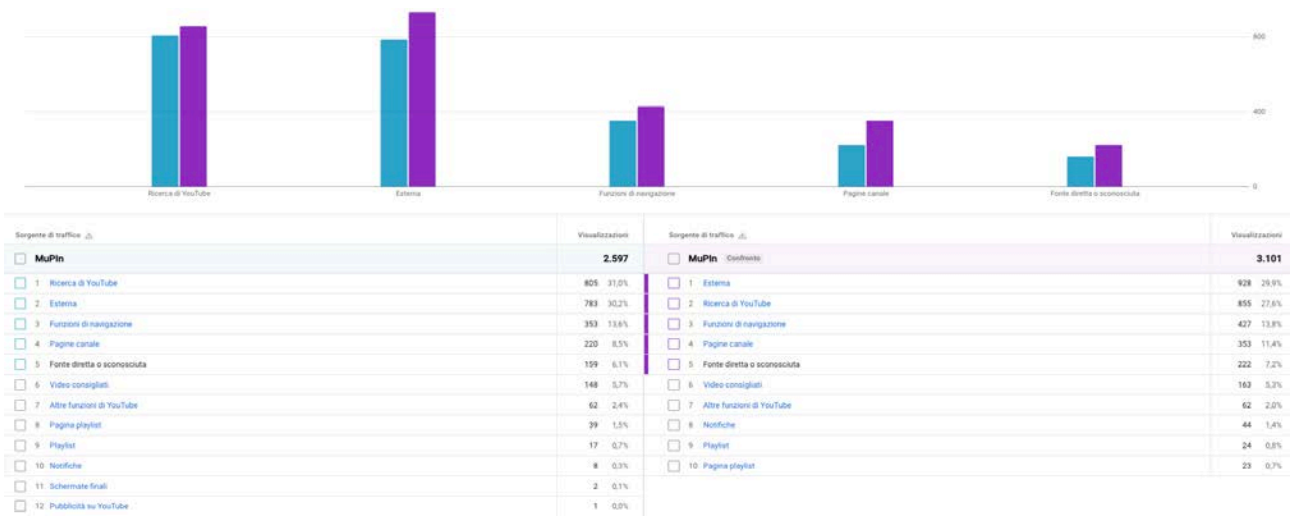 800
400
0
Ricerca di YouTube Esterna Funzioni di navigazione Pagine canale Fonte diretta o sconosciuta
Sorgente di traffico Visualizzazioni Sorgente di traffico Visualizzazioni
MuPIn 2.597 MuPIn Confronto 3.101
1 Ricerca di YouTube 805 31,0% 1 Esterna 928 29,9%
2 Esterna 783 30,2% 2 Ricerca di YouTube 855 27,6%
3 Funzioni di navigazione 353 13,6% 3 Funzioni di navigazione 427 13,8%
4 Pagine canale 220 8,5% 4 Pagine canale 353 11,4%
5 Fonte diretta o sconosciuta 159 6,1% 5 Fonte diretta o sconosciuta 222 7,2%
6 Video consigliati 148 5,7% 6 Video consigliati 163 5,3%
7 Altre funzioni di YouTube 62 2,4% 7 Altre funzioni di YouTube 62 2,0%
8 Pagina playlist 39 1,5% 8 Notifiche 44 1,4%
9 Playlist 17 0,7% 9 Playlist 24 0,8%
10 Notifiche 8 0,3% 10 Pagina playlist 23 0,7%
11 Schermate finali 2 0,1%
12 Pubblicità su YouTube 1 0,0%